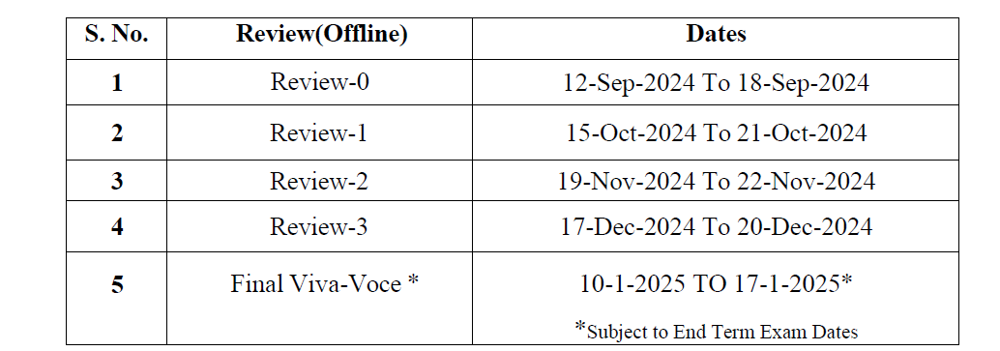 S. No. Review(Offline) Dates
1 Review-0 12-Sep-2024 To 18-Sep-2024
2 Review-1 15-Oct-2024 To 21-Oct-2024
3 Review-2 19-Nov-2024 To 22-Nov-2024
4 Review-3 17-Dec-2024 To 20-Dec-2024
5 Final Viva-Voce * 10-1-2025 TO 17-1-2025*
*Subject to End Term Exam Dates